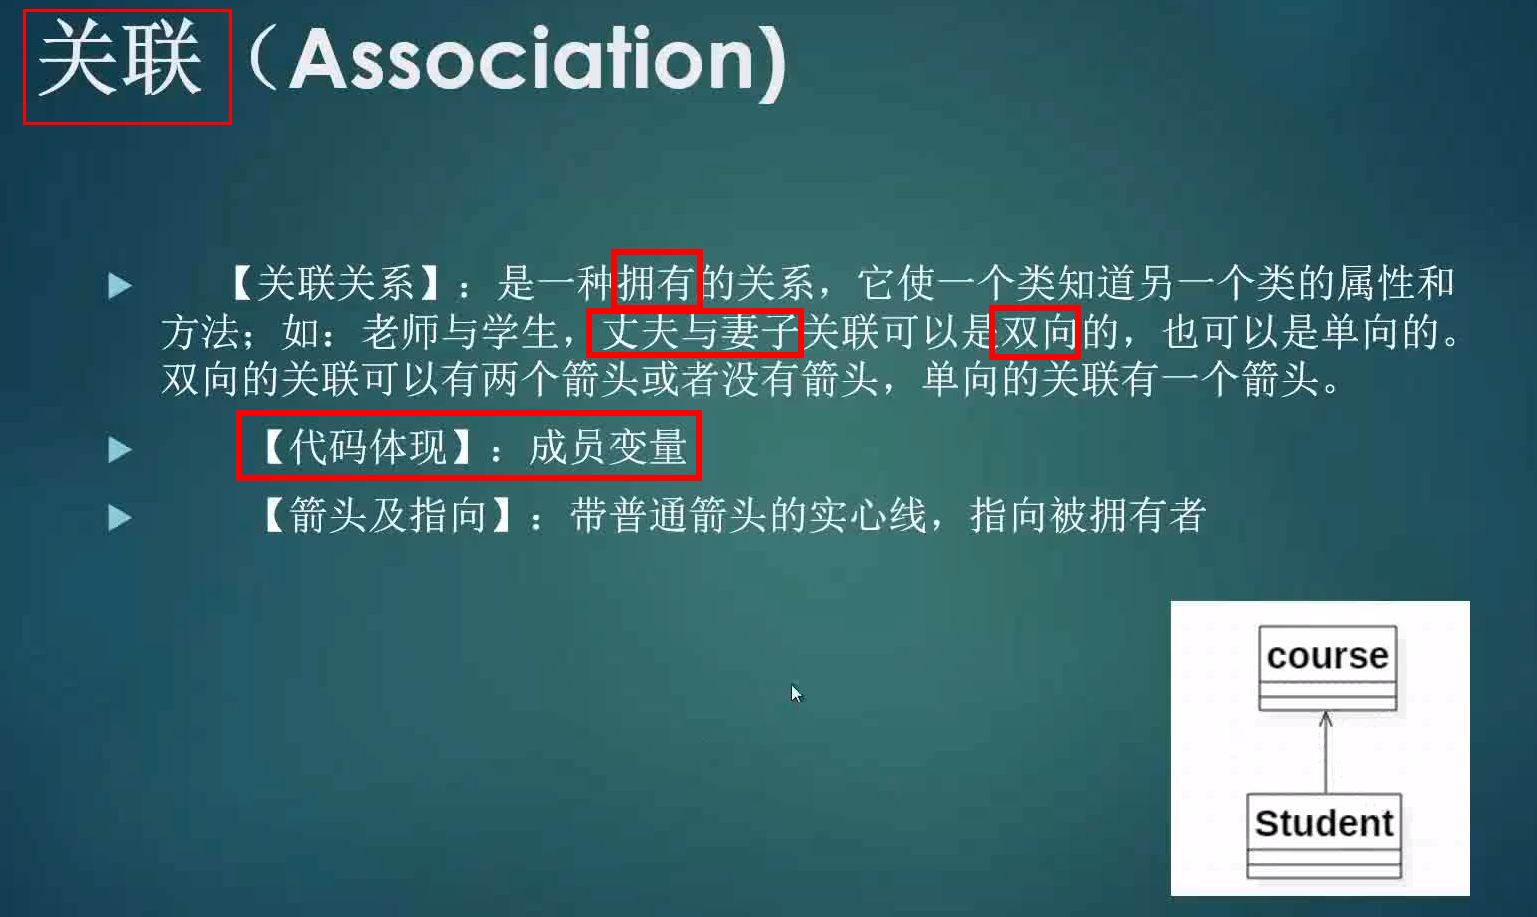 关联（Association)
【关联关系】：是一种拥有的关系，它使一个类知道另一个类的属性和
方法；如：老师与学生，丈夫与妻子关联可以是双向的，也可以是单向的。
双向的关联可以有两个箭头或者没有箭头，单向的关联有一个箭头。
【代码体现】：成员变量
【箭头及指向】：带普通箭头的实心线，指向被拥有者
course
Student